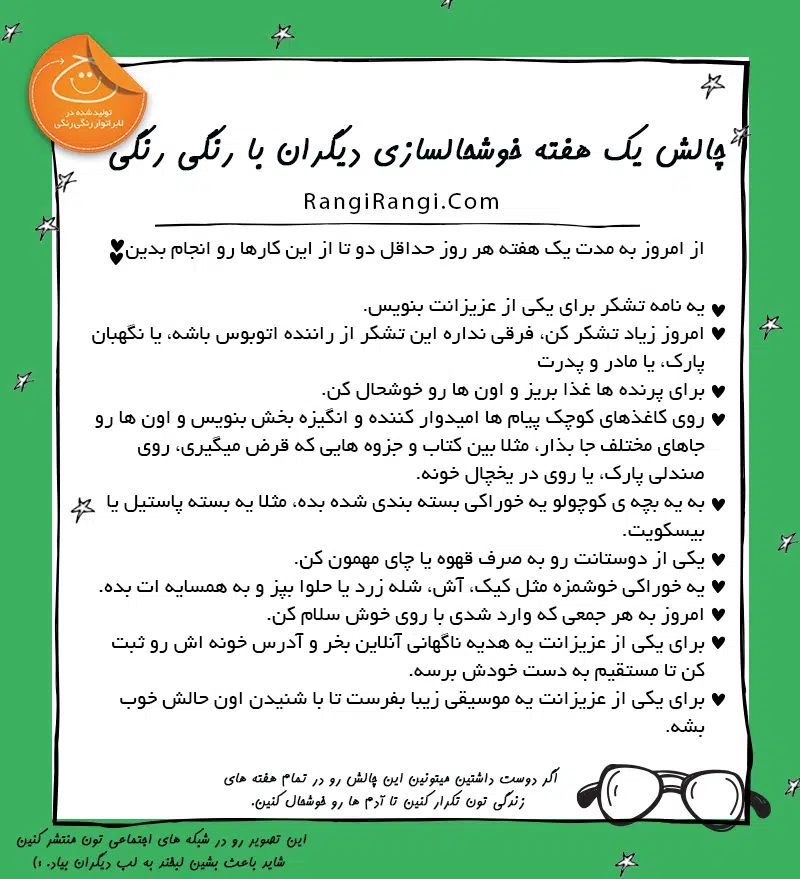 تولید شده در
لابراتوار رنگی رنگی
چالش یک هفته خوشحالسازی دیگران با رنگی رنگی
RangiRangi.Com
از امروز به مدت یک هفته هر روز حداقل دو تا از این کارها رو انجام بدین
یه نامه تشکر برای یکی از عزیزانت بنویس.
امروز زیاد تشکر کن، فرقی نداره این تشکر از راننده اتوبوس باشه، یا نگهبان
پارک، یا مادر و پدرت
برای پرنده ها غذا بریز و اون ها رو خوشحال کن.
روی کاغذهای کوچک پیام ها امیدوار کننده و انگیزه بخش بنویس و اون ها رو
جاهای مختلف جا بذار، مثلا بین کتاب و جزوه هایی که قرض میگیری، روی
صندلی پارک، یا روی در یخچال خونه.
به یه بچه ی کوچولو یه خوراکی بسته بندی شده بده، مثلا یه بسته پاستیل یا
بیسکویت.
یکی از دوستانت رو به صرف قهوه یا چای مهمون کن.
یه خوراکی خوشمزه مثل کیک، آش، شله زرد یا حلوا بپز و به همسایه ات بده.
امروز به هر جمعی که وارد شدی با روی خوش سلام کن.
برای یکی از عزیزانت یه هدیه ناگهانی آنلاین بخر و آدرس خونه اش رو ثبت
کن تا مستقیم به دست خودش برسه.
برای یکی از عزیزانت یه موسیقی زیبا بفرست تا با شنیدن اون حالش خوب
بشه.
اگر دوست داشتین میتونین این چالش رو در تمام هفته های
زندگی تون تکرار کنین تا آدم ها رو خوشحال کنین.
این تصویر رو در شبکه های اجتماعی تون منتشر کنین
شاید باعث بشین لبخند به لب دیگران بیاد. :)